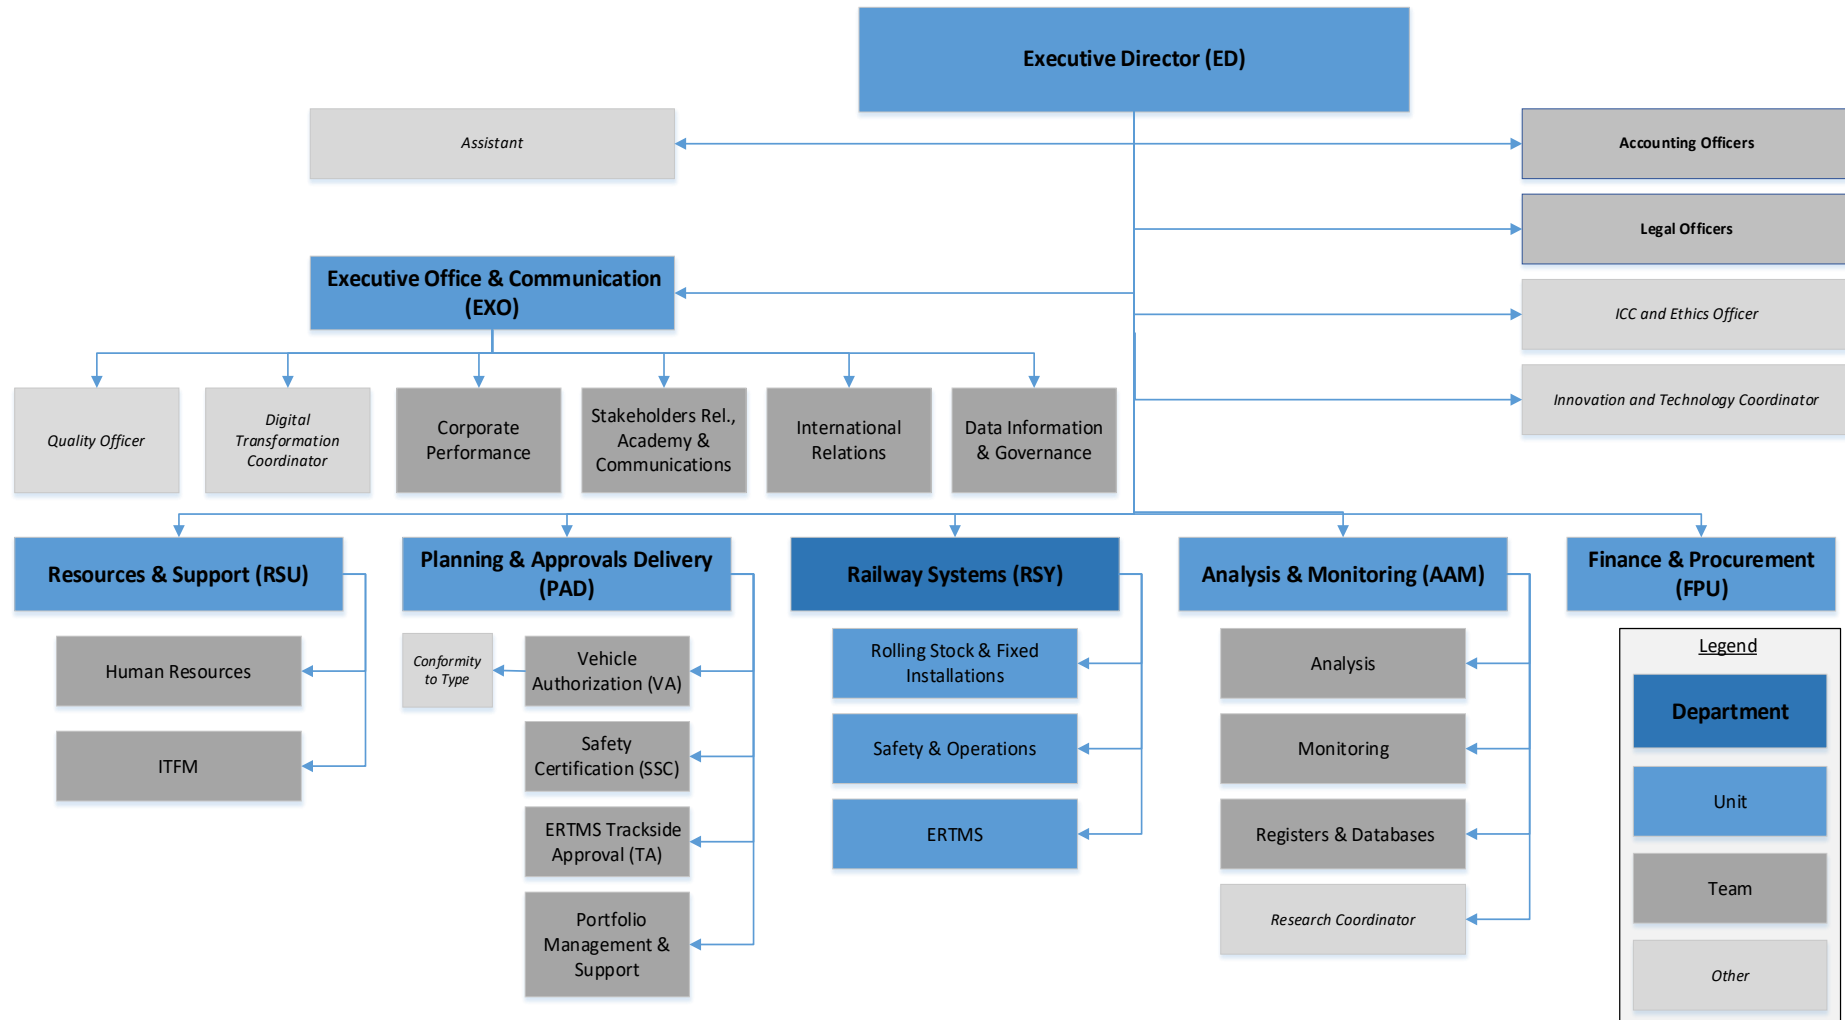 Executive Director (ED)
Assistant
Accounting Officers
Legal Officers
Executive Office & Communication
(EXO)
ICC and Ethics Officer
Innovation and Technology Coordinator
Quality Officer
Digital
Transformation
Coordinator
Corporate
Performance
Stakeholders Rel.,
Academy &
Communications
International
Relations
Data Information
& Governance
Resources & Support (RSU)
Planning & Approvals Delivery
(PAD)
Railway Systems (RSY)
Analysis & Monitoring (AAM)
Finance & Procurement
(FPU)
Human Resources
ITFM
Conformity
to Type
Vehicle
Authorization (VA)
Safety
Certification (SSC)
ERTMS Trackside
Approval (TA)
Portfolio
Management &
Support
Rolling Stock & Fixed
Installations
Safety & Operations
ERTMS
Analysis
Monitoring
Registers & Databases
Research Coordinator
Legend
Department
Unit
Team
Other